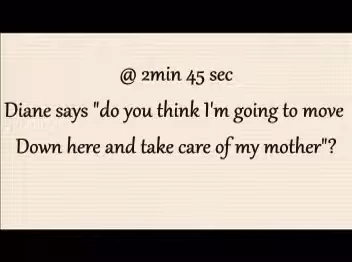 @ 2min 45 sec
Diane says "do you think I'm going to move
Down here and take care of my mother"?